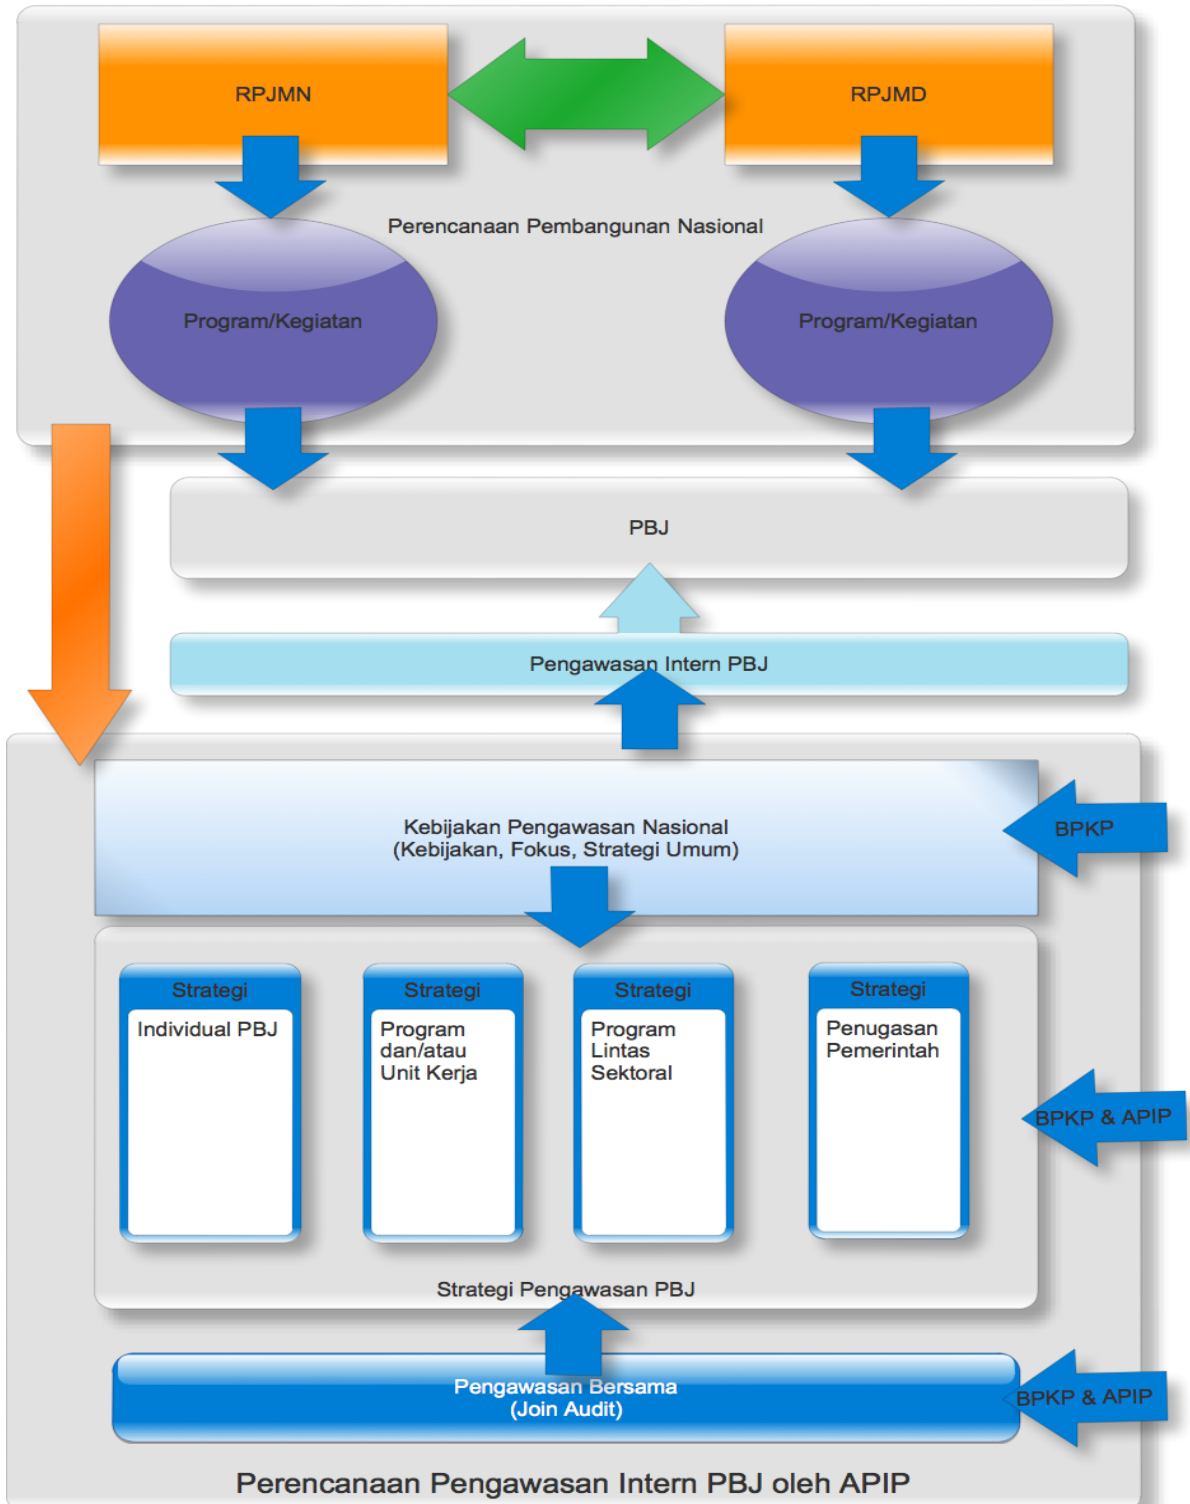 RPJMN
RPJMD
Perencanaan Pembangunan Nasional
Program/Kegiatan
Program/Kegiatan
PBJ
Pengawasan Intern PBJ
Kebijakan Pengawasan Nasional
(Kebijakan, Fokus, Strategi Umum)
BPKP
Strategi
Individual PBJ
Strategi
Program
dan/atau
Unit Kerja
Strategi
Program
Lintas
Sektoral
Strategi
Penugasan
Pemerintah
BPKP & APIP
Strategi Pengawasan PBJ
Pengawasan Bersama
(Join Audit)
BPKP & APIP
Perencanaan Pengawasan Intern PBJ oleh APIP